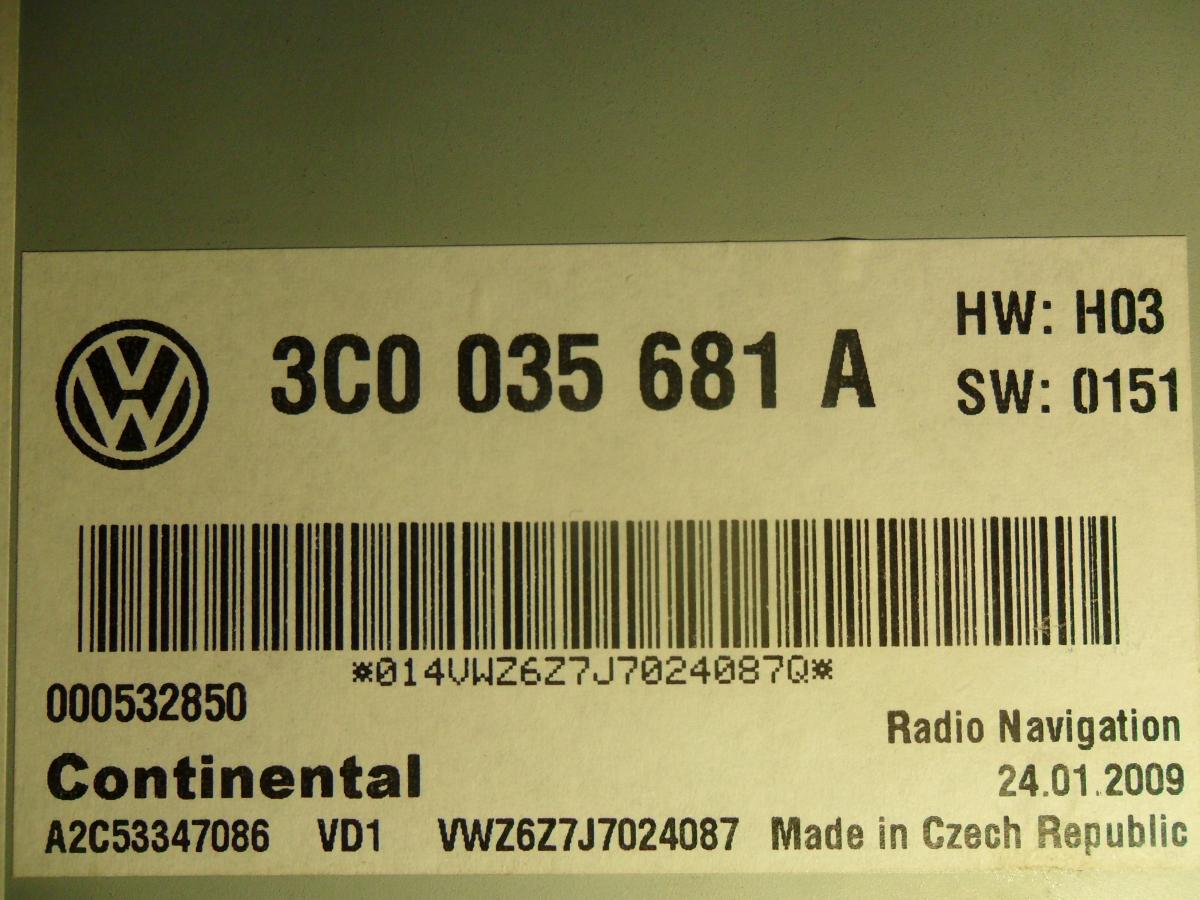 3C0 035 681 A
HW: H03
SW: 0151
*014VWZ6Z7J7024087Q*
000532850
Radio Navigation
Continental
24.01.2009
A2C53347086 VD1 VWZ6Z7J7024087 Made in Czech Republic